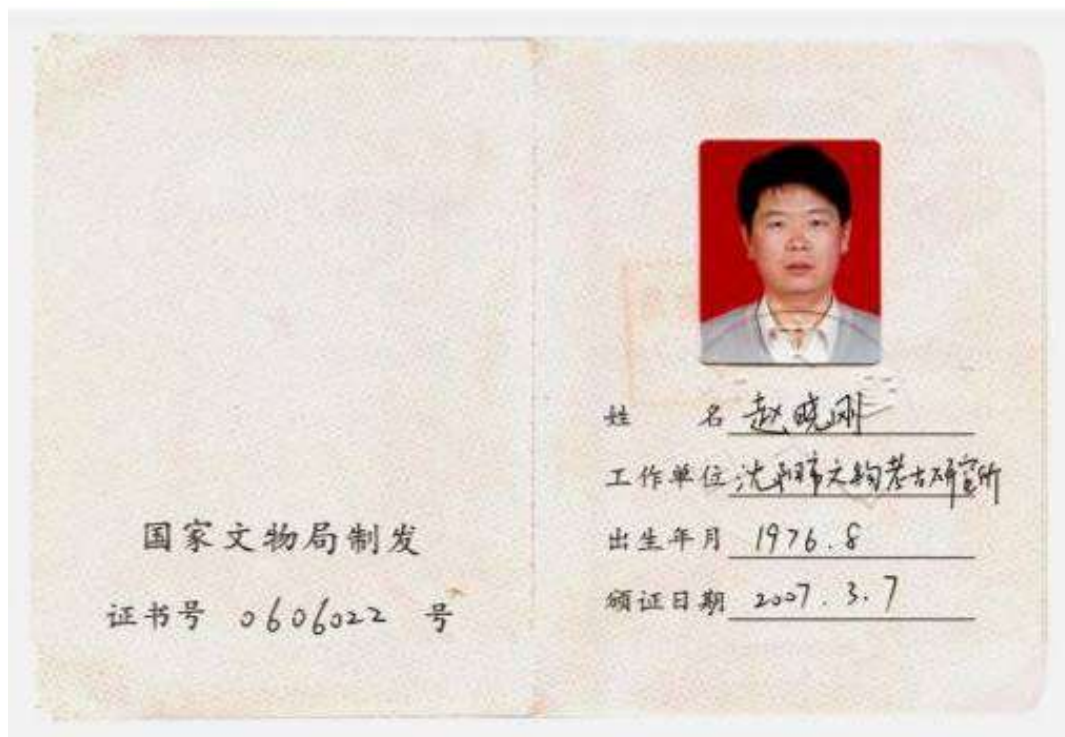 国家文物局制发
证书号 0606022 号
姓 名 赵晓刚
工作单位 沈阳市文物考古研究所
出生年月 1976.8
颁证日期 2007.3.7